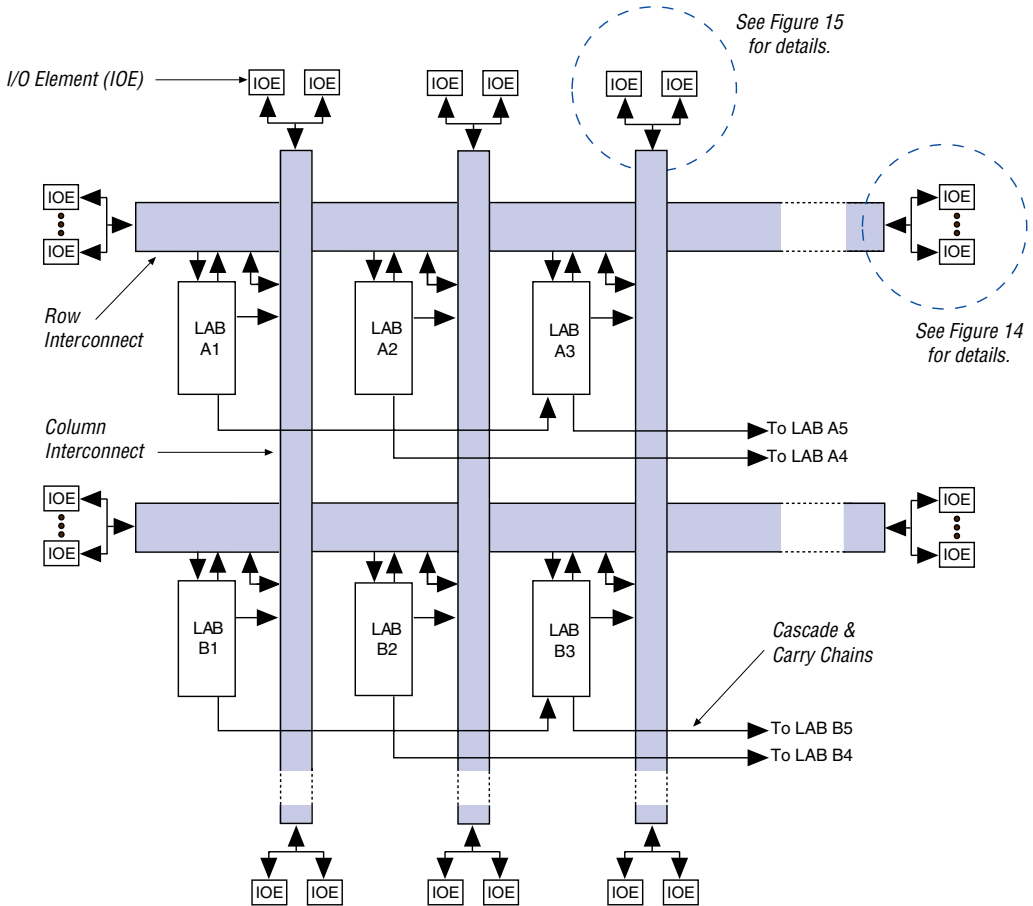 See Figure 15
for details.
I/O Element (IOE)
IOE
IOE
IOE
IOE
IOE
IOE
IOE
IOE
IOE
IOE
Row
Interconnect
LAB
A1
LAB
A2
LAB
A3
See Figure 14
for details.
Column
Interconnect
To LAB A5
To LAB A4
IOE
IOE
IOE
IOE
LAB
B1
LAB
B2
LAB
B3
Cascade &
Carry Chains
To LAB B5
To LAB B4
IOE
IOE
IOE
IOE
IOE
IOE